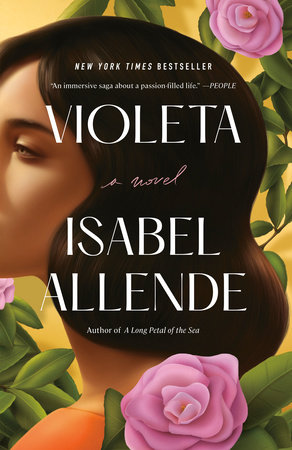 NEW YORK TIMES BESTSELLER
“An immersive saga about a passion-filled life.” —PEOPLE
VIOLETA
a novel
ISABEL
ALLENDE
Author of A Long Petal of the Sea